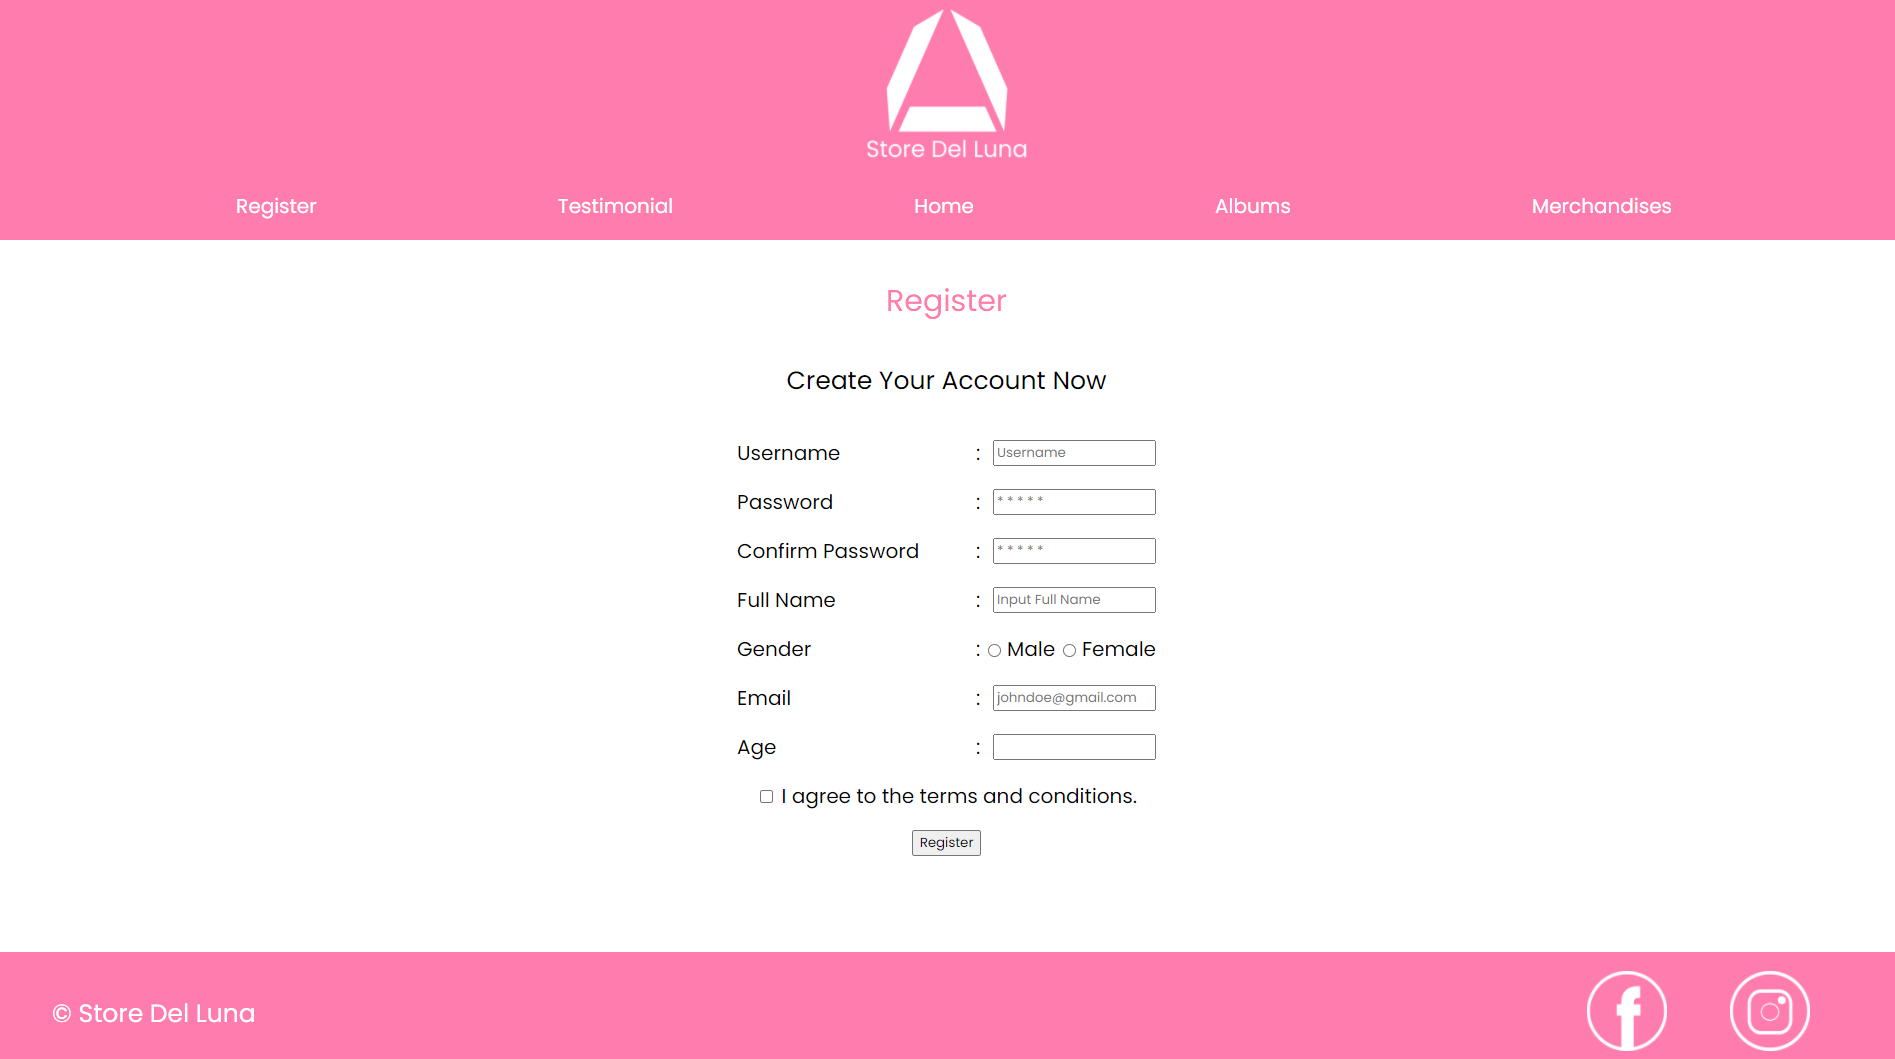 Store Del Luna
Register Testimonial Home Albums Merchandises
Register
Create Your Account Now
Username : Username
Password : * * * * *
Confirm Password : * * * * *
Full Name : Input Full Name
Gender : Male Female
Email : johndoe@gmail.com
Age :
I agree to the terms and conditions.
Register
© Store Del Luna